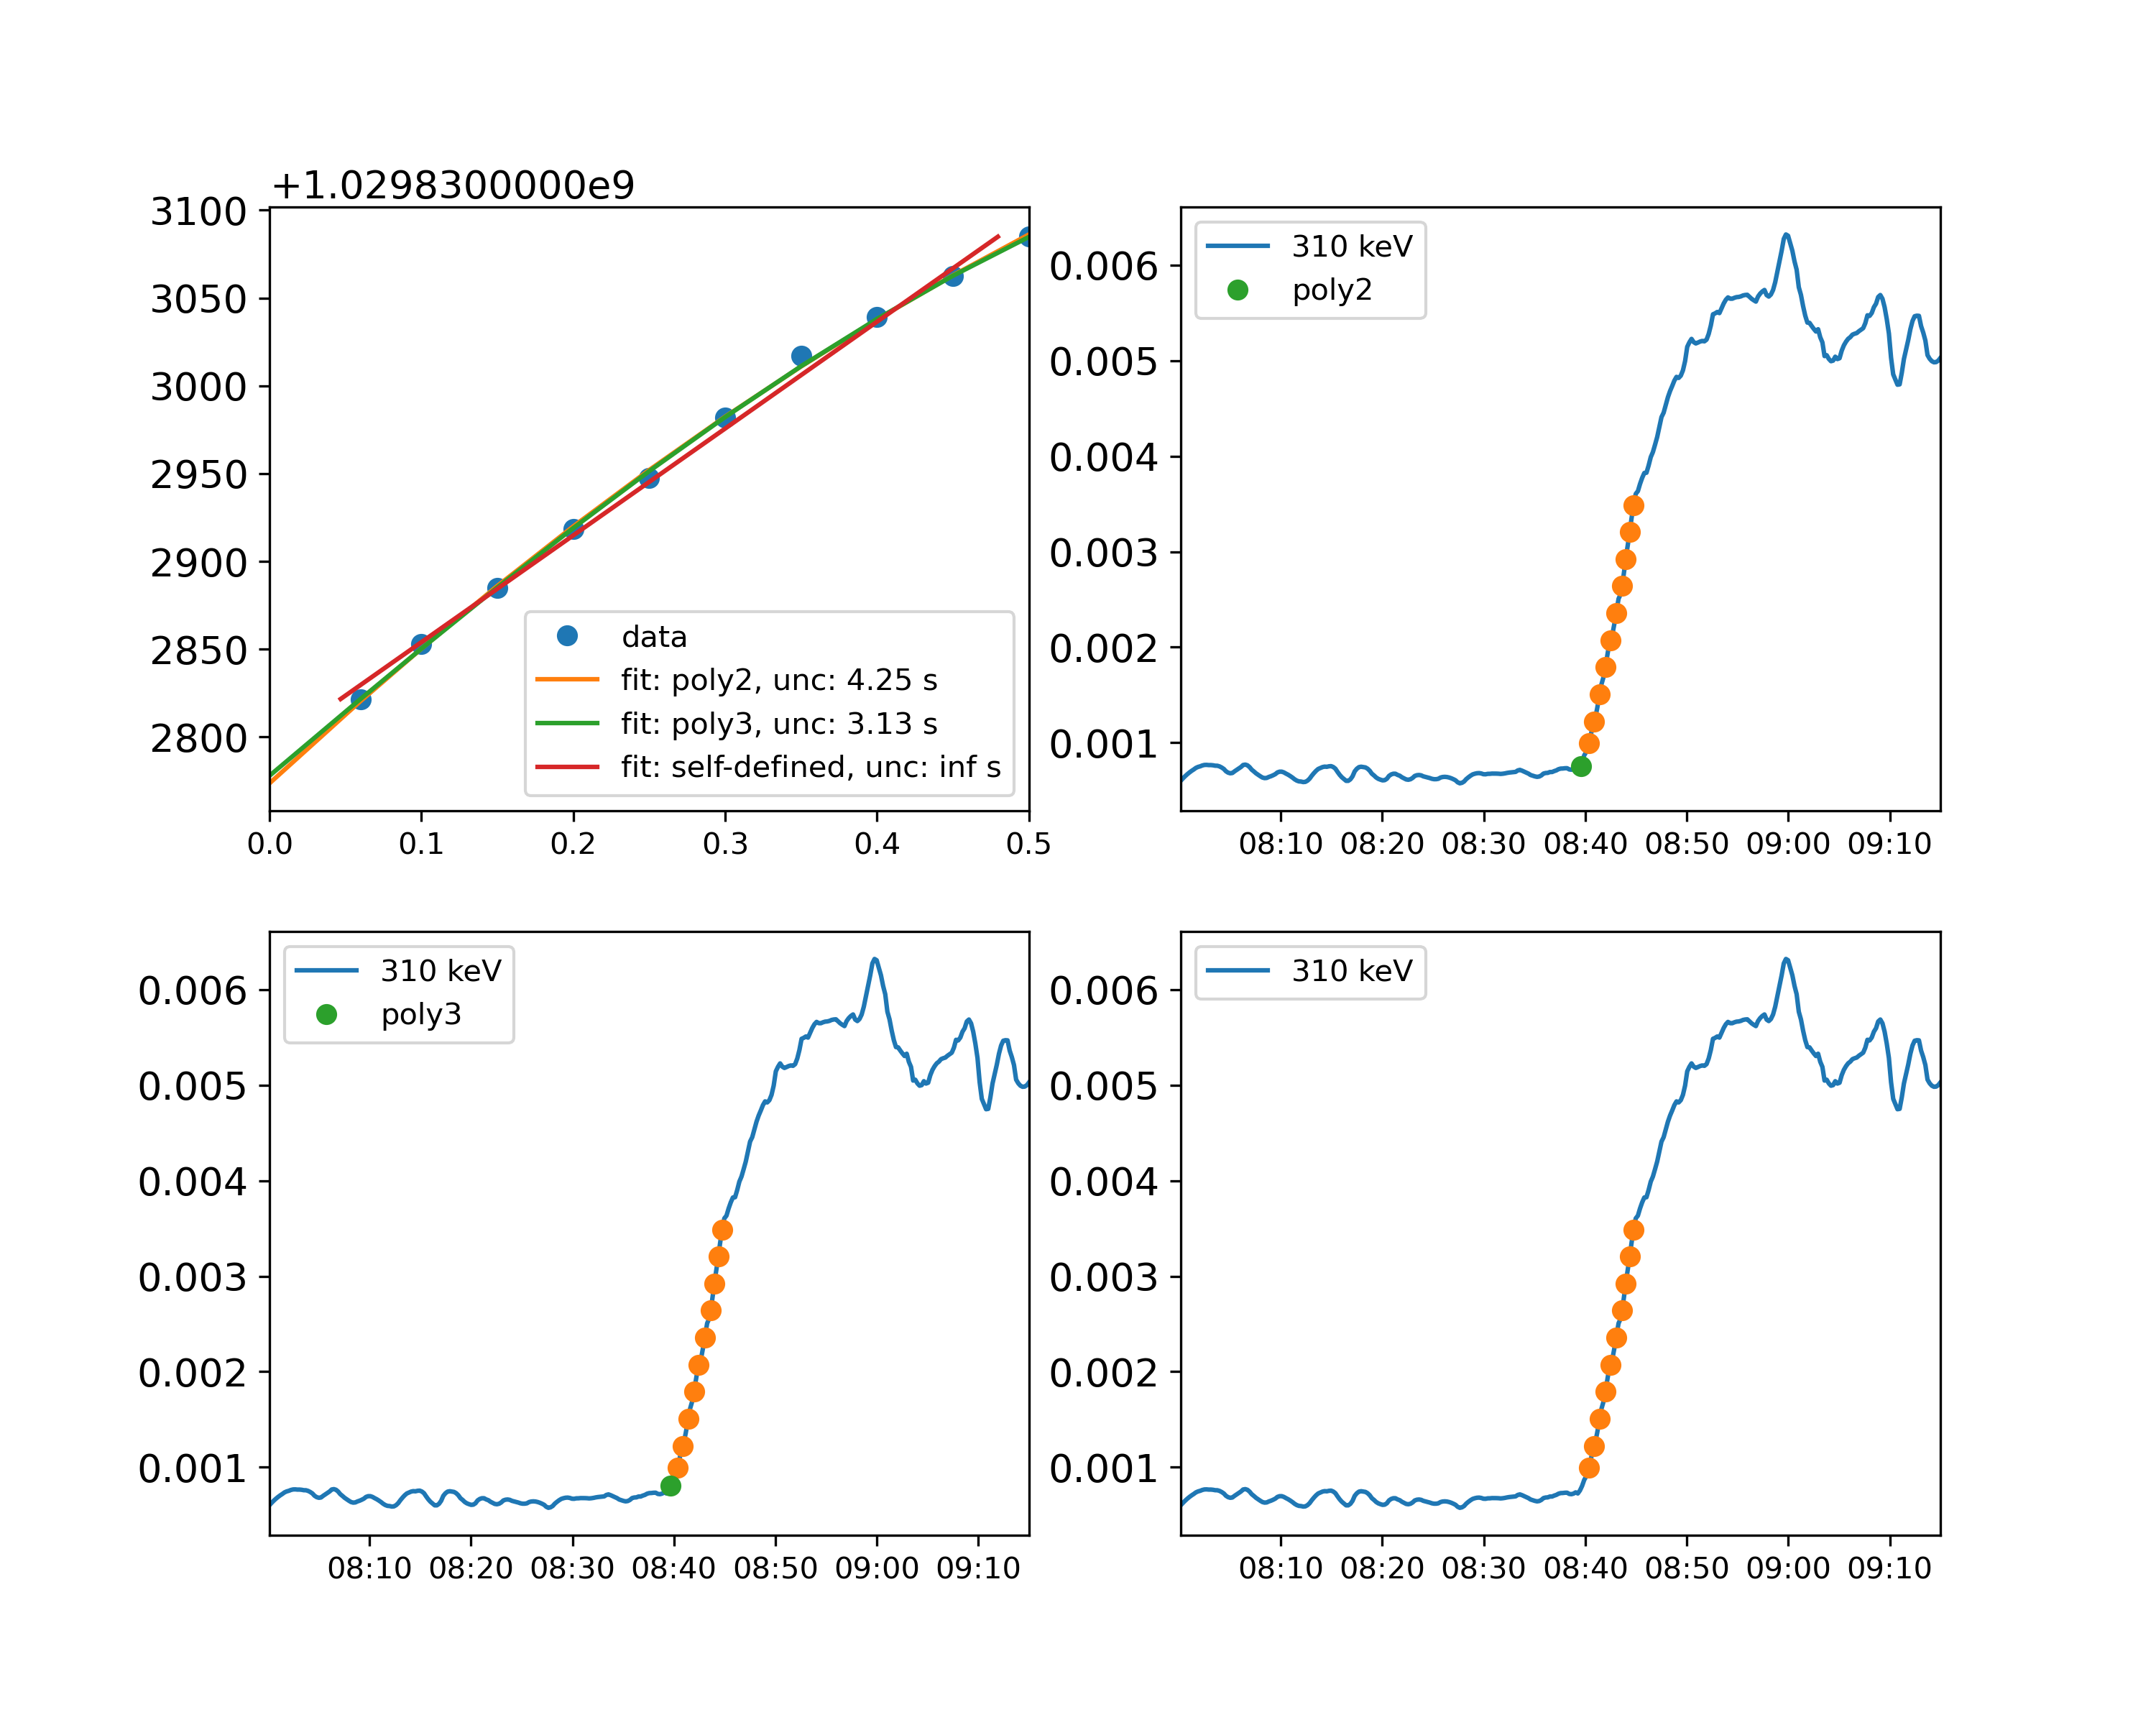 +1.0298300000e9
3100
3050
3000
2950
2900
2850
2800
data
fit: poly2, unc: 4.25 s
fit: poly3, unc: 3.13 s
fit: self-defined, unc: inf s
0.0 0.1 0.2 0.3 0.4 0.5
310 keV
poly2
0.006
0.005
0.004
0.003
0.002
0.001
08:10 08:20 08:30 08:40 08:50 09:00 09:10
310 keV
poly3
0.006
0.005
0.004
0.003
0.002
0.001
08:10 08:20 08:30 08:40 08:50 09:00 09:10
310 keV
0.006
0.005
0.004
0.003
0.002
0.001
08:10 08:20 08:30 08:40 08:50 09:00 09:10